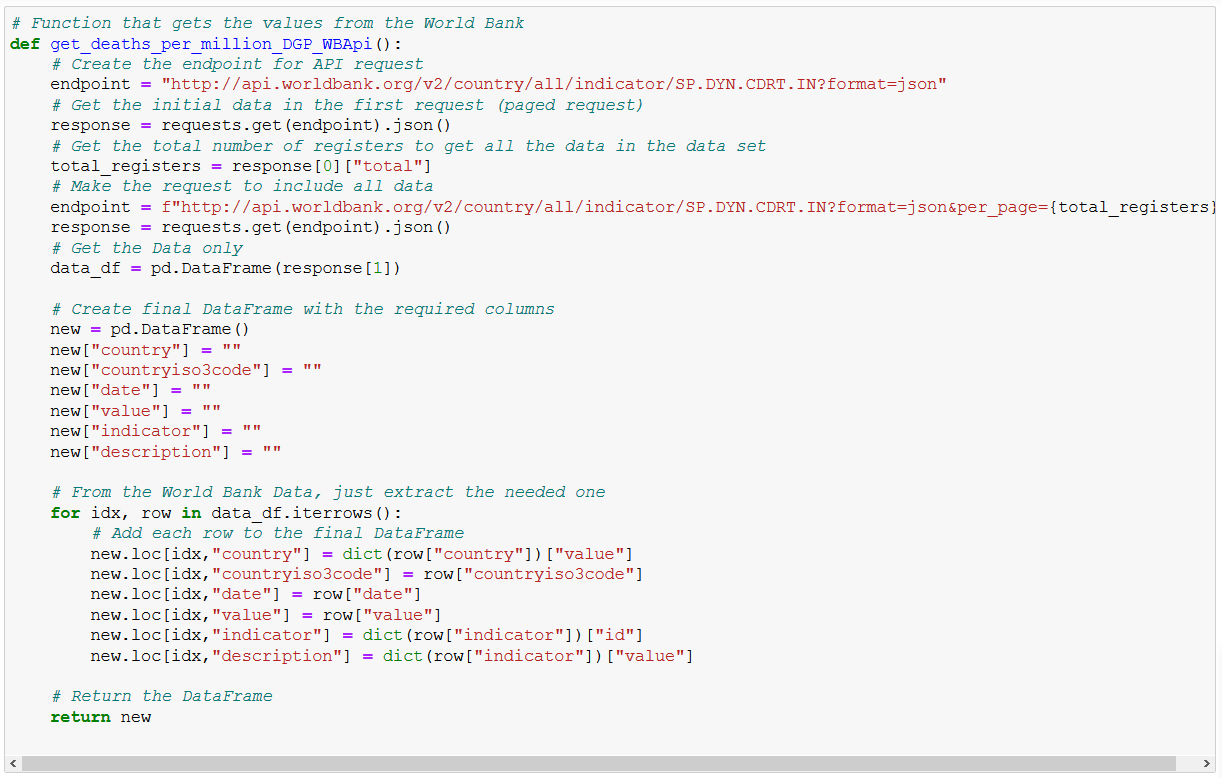 # Function that gets the values from the World Bank
def get_deaths_per_million_DGP_WBApi():
    # Create the endpoint for API request
    endpoint = "http://api.worldbank.org/v2/country/all/indicator/SP.DYN.CDRT.IN?format=json"
    # Get the initial data in the first request (paged request)
    response = requests.get(endpoint).json()
    # Get the total number of registers to get all the data in the data set
    total_registers = response[0]["total"]
    # Make the request to include all data
    endpoint = f"http://api.worldbank.org/v2/country/all/indicator/SP.DYN.CDRT.IN?format=json&per_page={total_registers}
    response = requests.get(endpoint).json()
    # Get the Data only
    data_df = pd.DataFrame(response[1])

    # Create final DataFrame with the required columns
    new = pd.DataFrame()
    new["country"] = ""
    new["countryiso3code"] = ""
    new["date"] = ""
    new["value"] = ""
    new["indicator"] = ""
    new["description"] = ""

    # From the World Bank Data, just extract the needed one
    for idx, row in data_df.iterrows():
        # Add each row to the final DataFrame
        new.loc[idx,"country"] = dict(row["country"])["value"]
        new.loc[idx,"countryiso3code"] = row["countryiso3code"]
        new.loc[idx,"date"] = row["date"]
        new.loc[idx,"value"] = row["value"]
        new.loc[idx,"indicator"] = dict(row["indicator"])["id"]
        new.loc[idx,"description"] = dict(row["indicator"])["value"]

    # Return the DataFrame
    return new